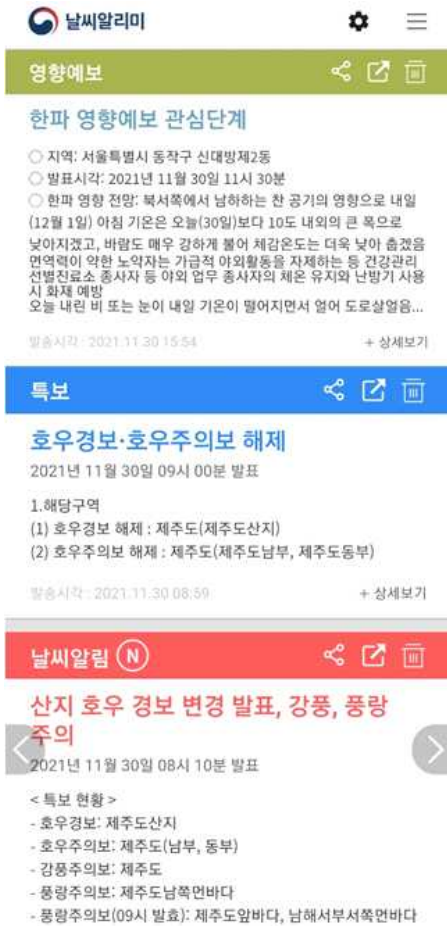 날씨알리미
영향예보
한파 영향예보 관심단계
○ 지역: 서울특별시 동작구 신대방제2동
○ 발표시각: 2021년 11월 30일 11시 30분
○ 한파 영향 전망: 북서쪽에서 남하하는 찬 공기의 영향으로 내일
(12월 1일) 아침 기온은 오늘(30일)보다 10도 내외의 큰 폭으로
낮아지겠고, 바람도 매우 강하게 불어 체감온도는 더욱 낮아 춥겠음
면역력이 약한 노약자는 가급적 야외활동을 자제하는 등 건강관리
선별진료소 종사자 등 야외 업무 종사자의 체온 유지와 난방기 사용
시 화재 예방
오늘 내린 비 또는 눈이 내일 기온이 떨어지면서 얼어 도로살얼음...
발송시각 : 2021.11.30 15:54
+ 상세보기
특보
호우경보·호우주의보 해제
2021년 11월 30일 09시 00분 발표
1.해당구역
(1) 호우경보 해제 : 제주도(제주도산지)
(2) 호우주의보 해제 : 제주도(제주도남부, 제주도동부)
발송시각 : 2021.11.30 08:59
+ 상세보기
날씨알림 N
산지 호우 경보 변경 발표, 강풍, 풍랑
주의
2021년 11월 30일 08시 10분 발표
< 특보 현황 >
- 호우경보: 제주도산지
- 호우주의보: 제주도(남부, 동부)
- 강풍주의보: 제주도
- 풍랑주의보: 제주도남쪽먼바다
- 풍랑주의보(09시 발효): 제주도앞바다, 남해서부서쪽먼바다